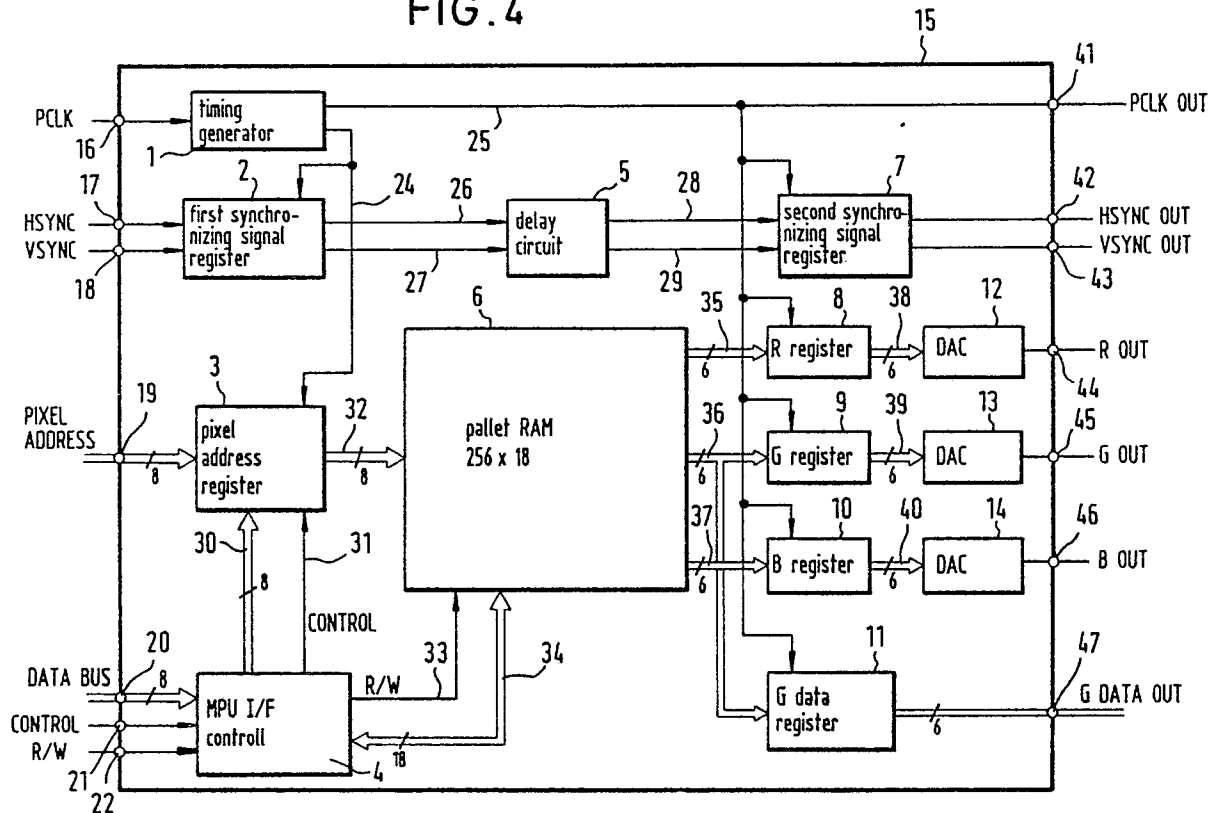 FIG. 4
15
41
PCLK
16
timing
generator
1
25
PCLK OUT
17
HSYNC
VSYNC
18
2
first synchro-
nizing signal
register
24
26
27
5
delay
circuit
28
29
7
second synchro-
nizing signal
register
42
HSYNC OUT
VSYNC OUT
43
6
pallet RAM
256 x 18
35
6
8
R register
38
6
12
DAC
R OUT
44
PIXEL
ADDRESS
19
8
3
pixel
address
register
32
8
36
6
9
G register
39
6
13
DAC
45
G OUT
37
6
10
B register
40
6
14
DAC
46
B OUT
30
8
31
CONTROL
33
34
R/W
18
DATA BUS
20
8
CONTROL
R/W
21
22
MPU I/F
controll
4
11
G data
register
6
47
G DATA OUT